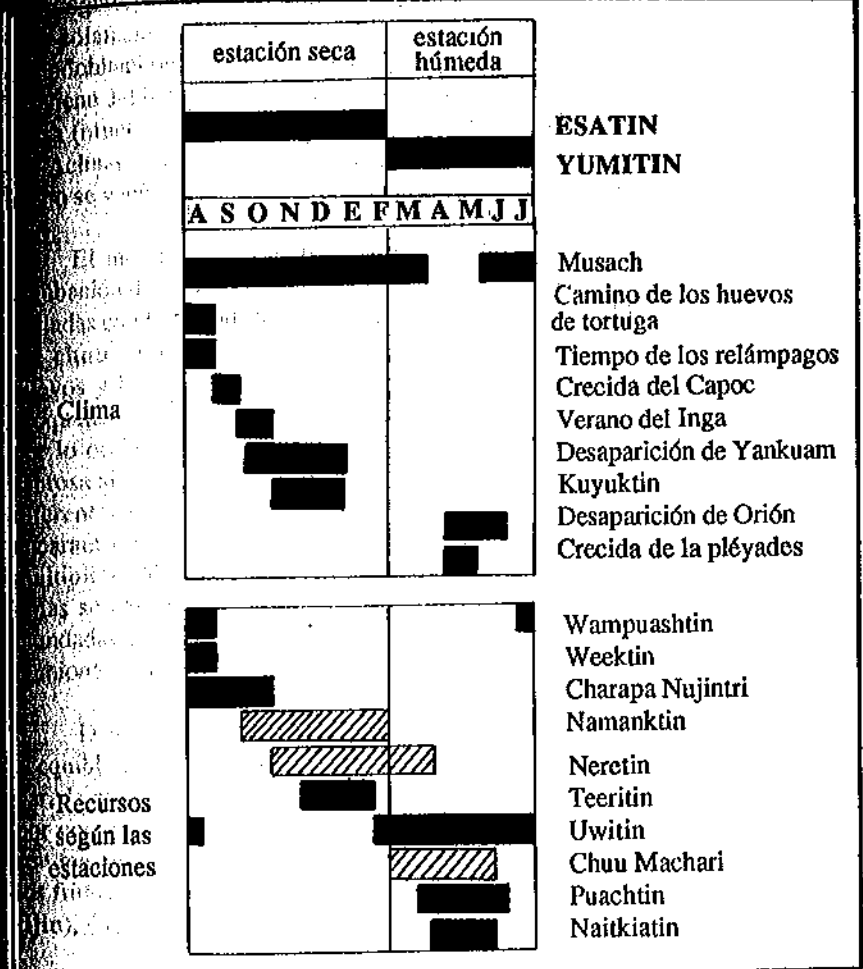 estación seca
estación
húmeda
ESATIN
YUMITIN
A S O N D E F M A M J J
Musach
Camino de los huevos
de tortuga
Tiempo de los relámpagos
Crecida del Capoc
Clima
Verano del Inga
Desaparición de Yankuam
Kuyuktin
Desaparición de Orión
Crecida de la pléyades
Wampuashtin
Weektin
Charapa Nujintri
Namanktin
Neretin
Recursos
Teeritin
según las
Uwitin
estaciones
Chuu Machari
Puachtin
Naitkiatin